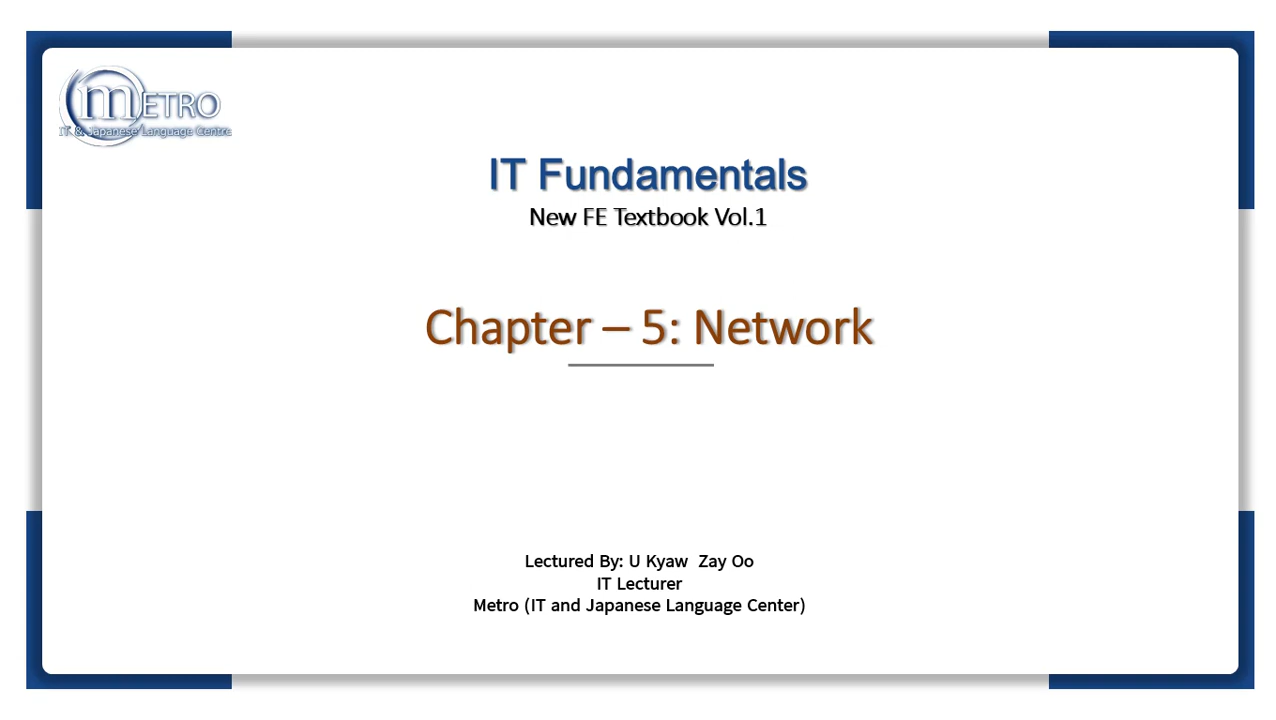 mETRO
IT & Japanese Language Centre
IT Fundamentals
New FE Textbook Vol.1
Chapter – 5: Network
Lectured By: U Kyaw  Zay Oo
IT Lecturer
Metro (IT and Japanese Language Center)